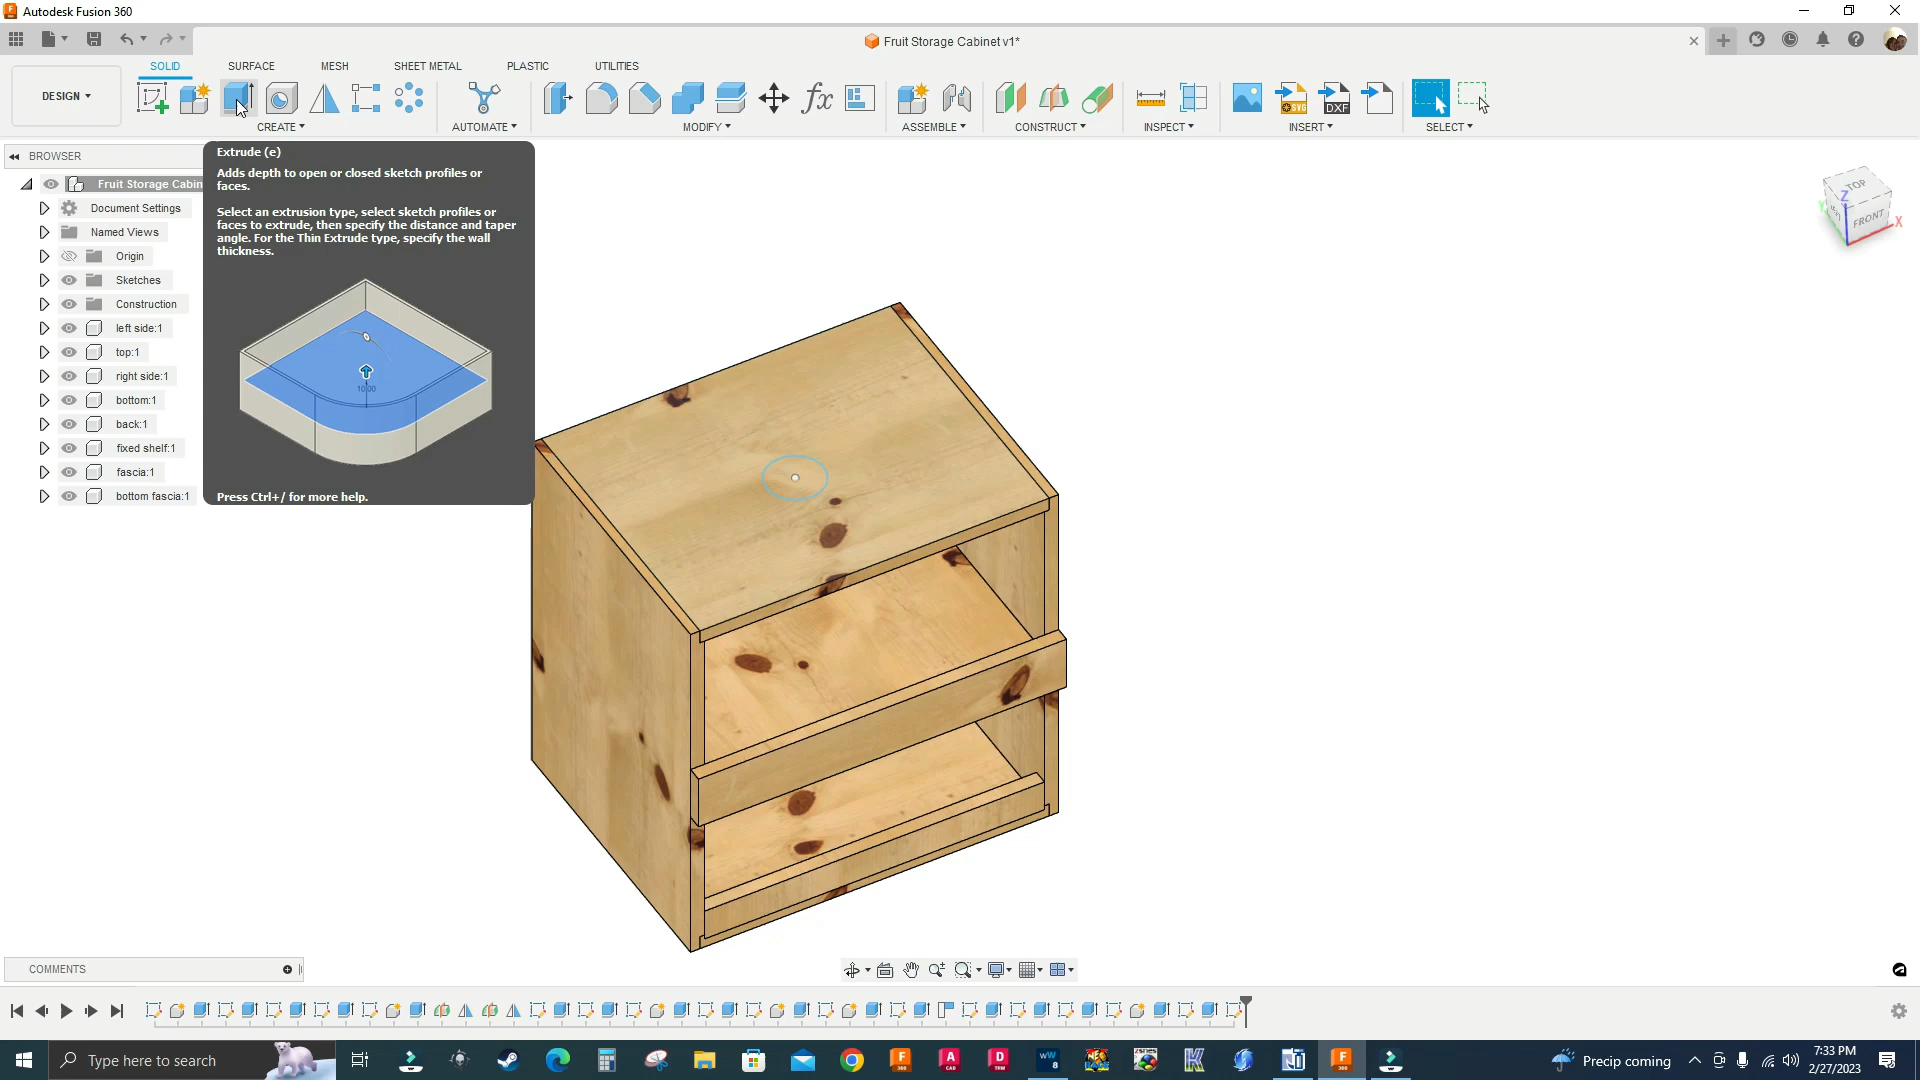 Autodesk Fusion 360
Fruit Storage Cabinet v1*
SOLID
SURFACE
MESH
SHEET METAL
PLASTIC
UTILITIES
DESIGN
CREATE
AUTOMATE
MODIFY
ASSEMBLE
CONSTRUCT
INSPECT
INSERT
SELECT
BROWSER
Fruit Storage Cabin
Document Settings
Named Views
Origin
Sketches
Construction
left side:1
top:1
right side:1
bottom:1
back:1
fixed shelf:1
fascia:1
bottom fascia:1
Extrude (e)
Adds depth to open or closed sketch profiles or
faces.
Select an extrusion type, select sketch profiles or
faces to extrude, then specify the distance and taper
angle. For the Thin Extrude type, specify the wall
thickness.
10.00
Press Ctrl+/ for more help.
TOP
FRONT
Z
X
COMMENTS
Type here to search
Precip coming
7:33 PM
2/27/2023